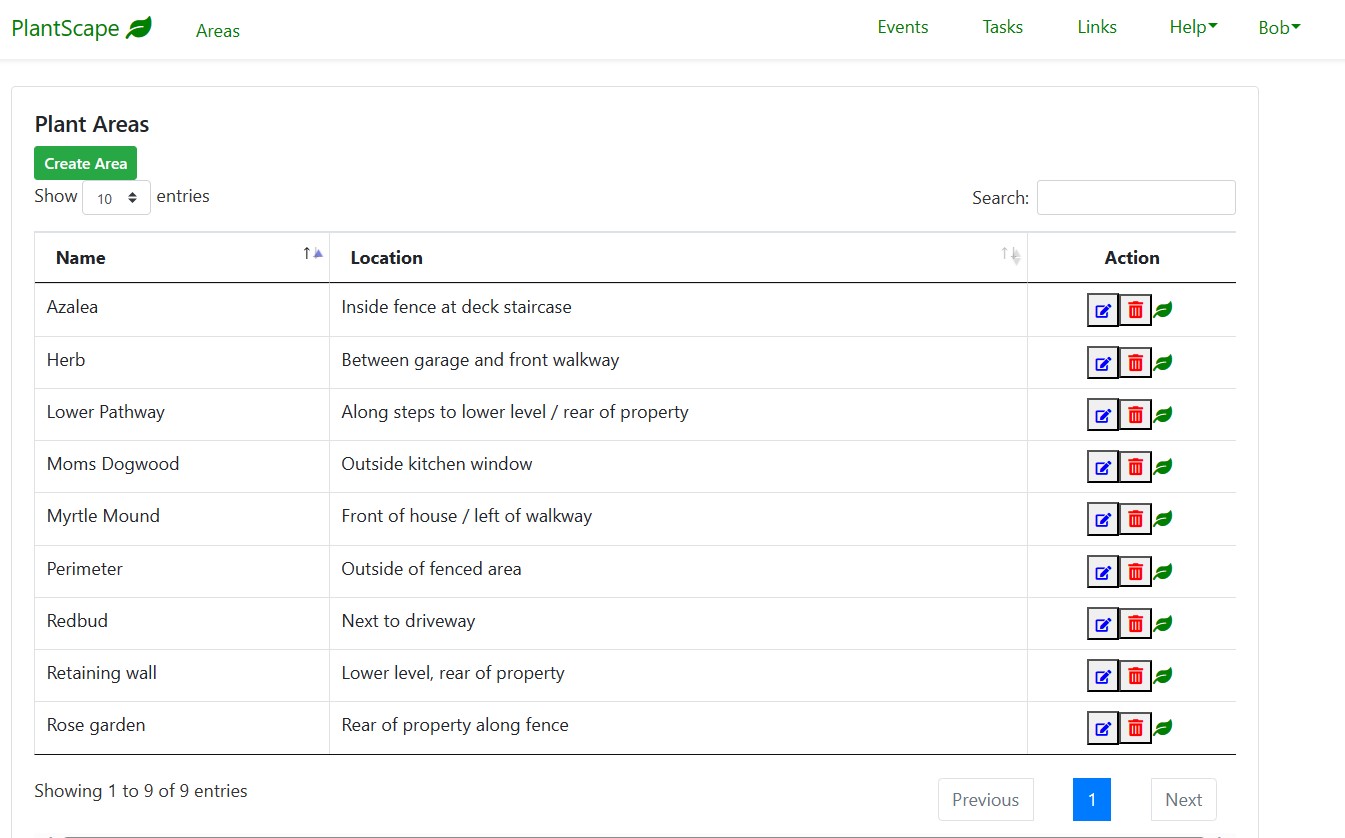 PlantScape Areas Events Tasks Links Help Bob
Plant Areas
Create Area
Show 10 entries Search:
Name Location Action
Azalea Inside fence at deck staircase
Herb Between garage and front walkway
Lower Pathway Along steps to lower level / rear of property
Moms Dogwood Outside kitchen window
Myrtle Mound Front of house / left of walkway
Perimeter Outside of fenced area
Redbud Next to driveway
Retaining wall Lower level, rear of property
Rose garden Rear of property along fence
Showing 1 to 9 of 9 entries Previous 1 Next